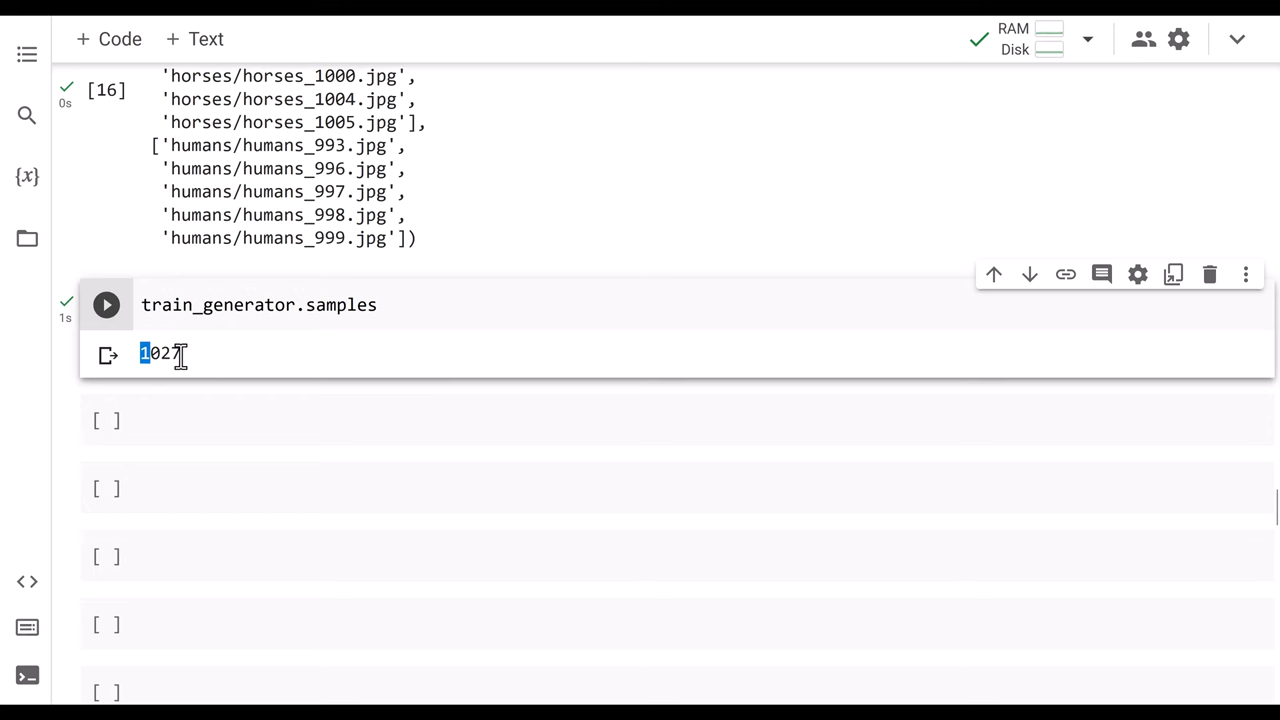 + Code + Text
RAM
Disk
[16]
0s
'horses/horses_1000.jpg',
'horses/horses_1004.jpg',
'horses/horses_1005.jpg'],
['humans/humans_993.jpg',
'humans/humans_996.jpg',
'humans/humans_997.jpg',
'humans/humans_998.jpg',
'humans/humans_999.jpg'])
1s
train_generator.samples
1027
[ ]
[ ]
[ ]
[ ]
[ ]
{x}